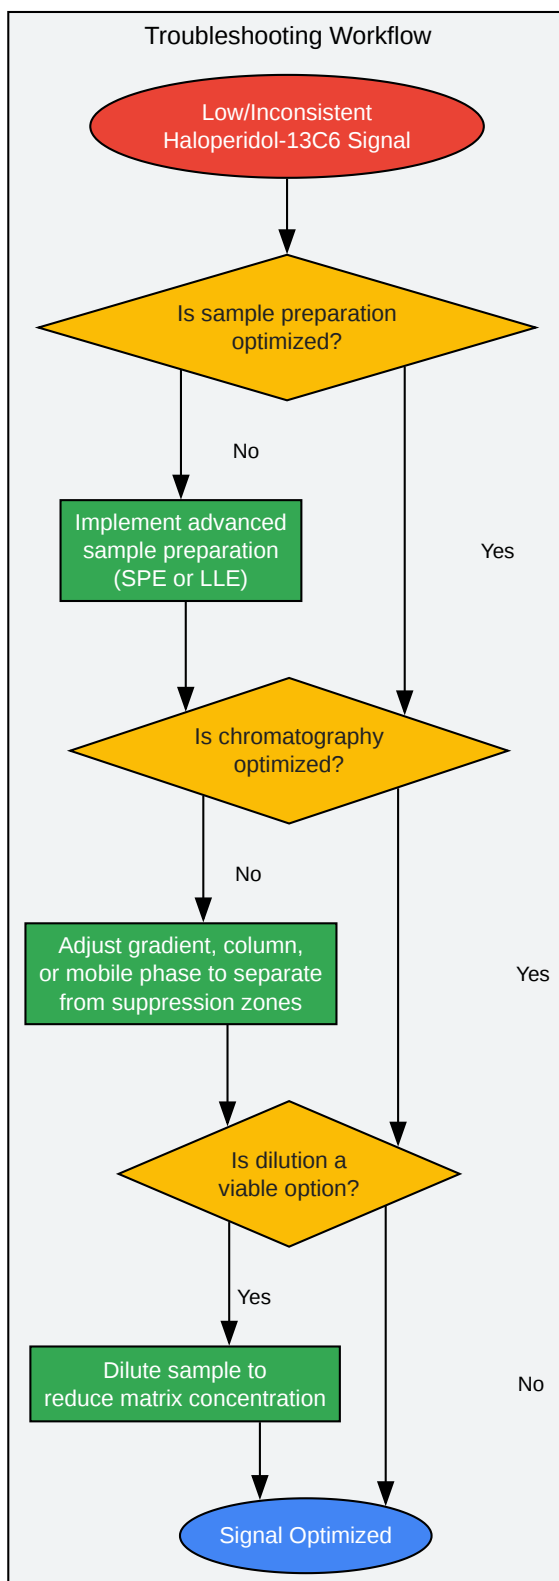 Troubleshooting Workflow
Low/Inconsistent
Haloperidol-13C6 Signal
Is sample preparation
optimized?
No
Implement advanced
sample preparation
(SPE or LLE)
Yes
Is chromatography
optimized?
No
Adjust gradient, column,
or mobile phase to separate
from suppression zones
Yes
Is dilution a
viable option?
Yes
Dilute sample to
reduce matrix concentration
No
Signal Optimized